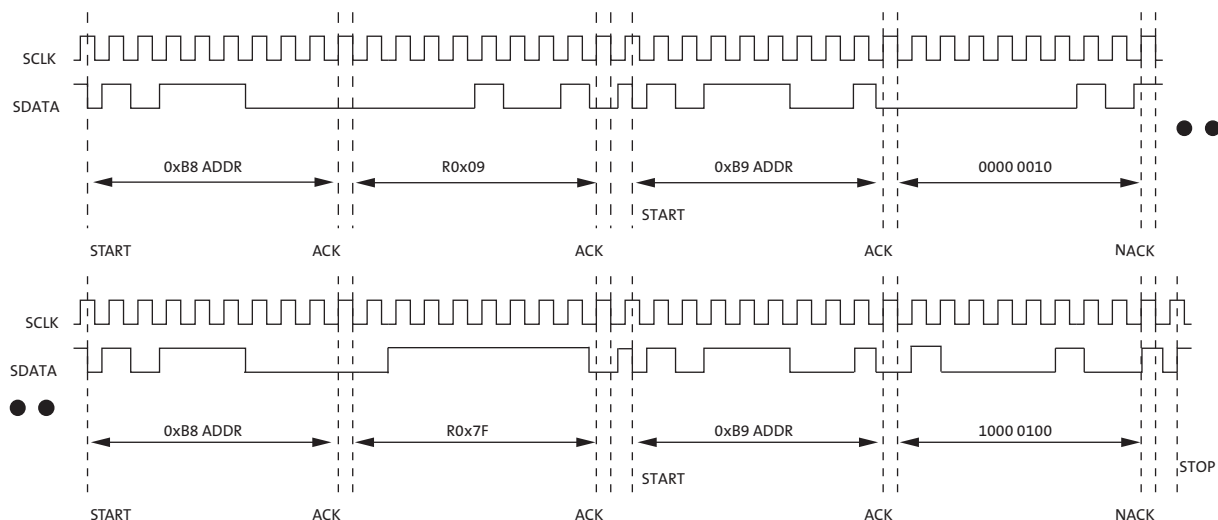 SCLK
SDATA
0xB8 ADDR R0x09 0xB9 ADDR 0000 0010
START
START ACK ACK ACK NACK
SCLK
SDATA
0xB8 ADDR R0x7F 0xB9 ADDR 1000 0100
START STOP
START ACK ACK ACK NACK